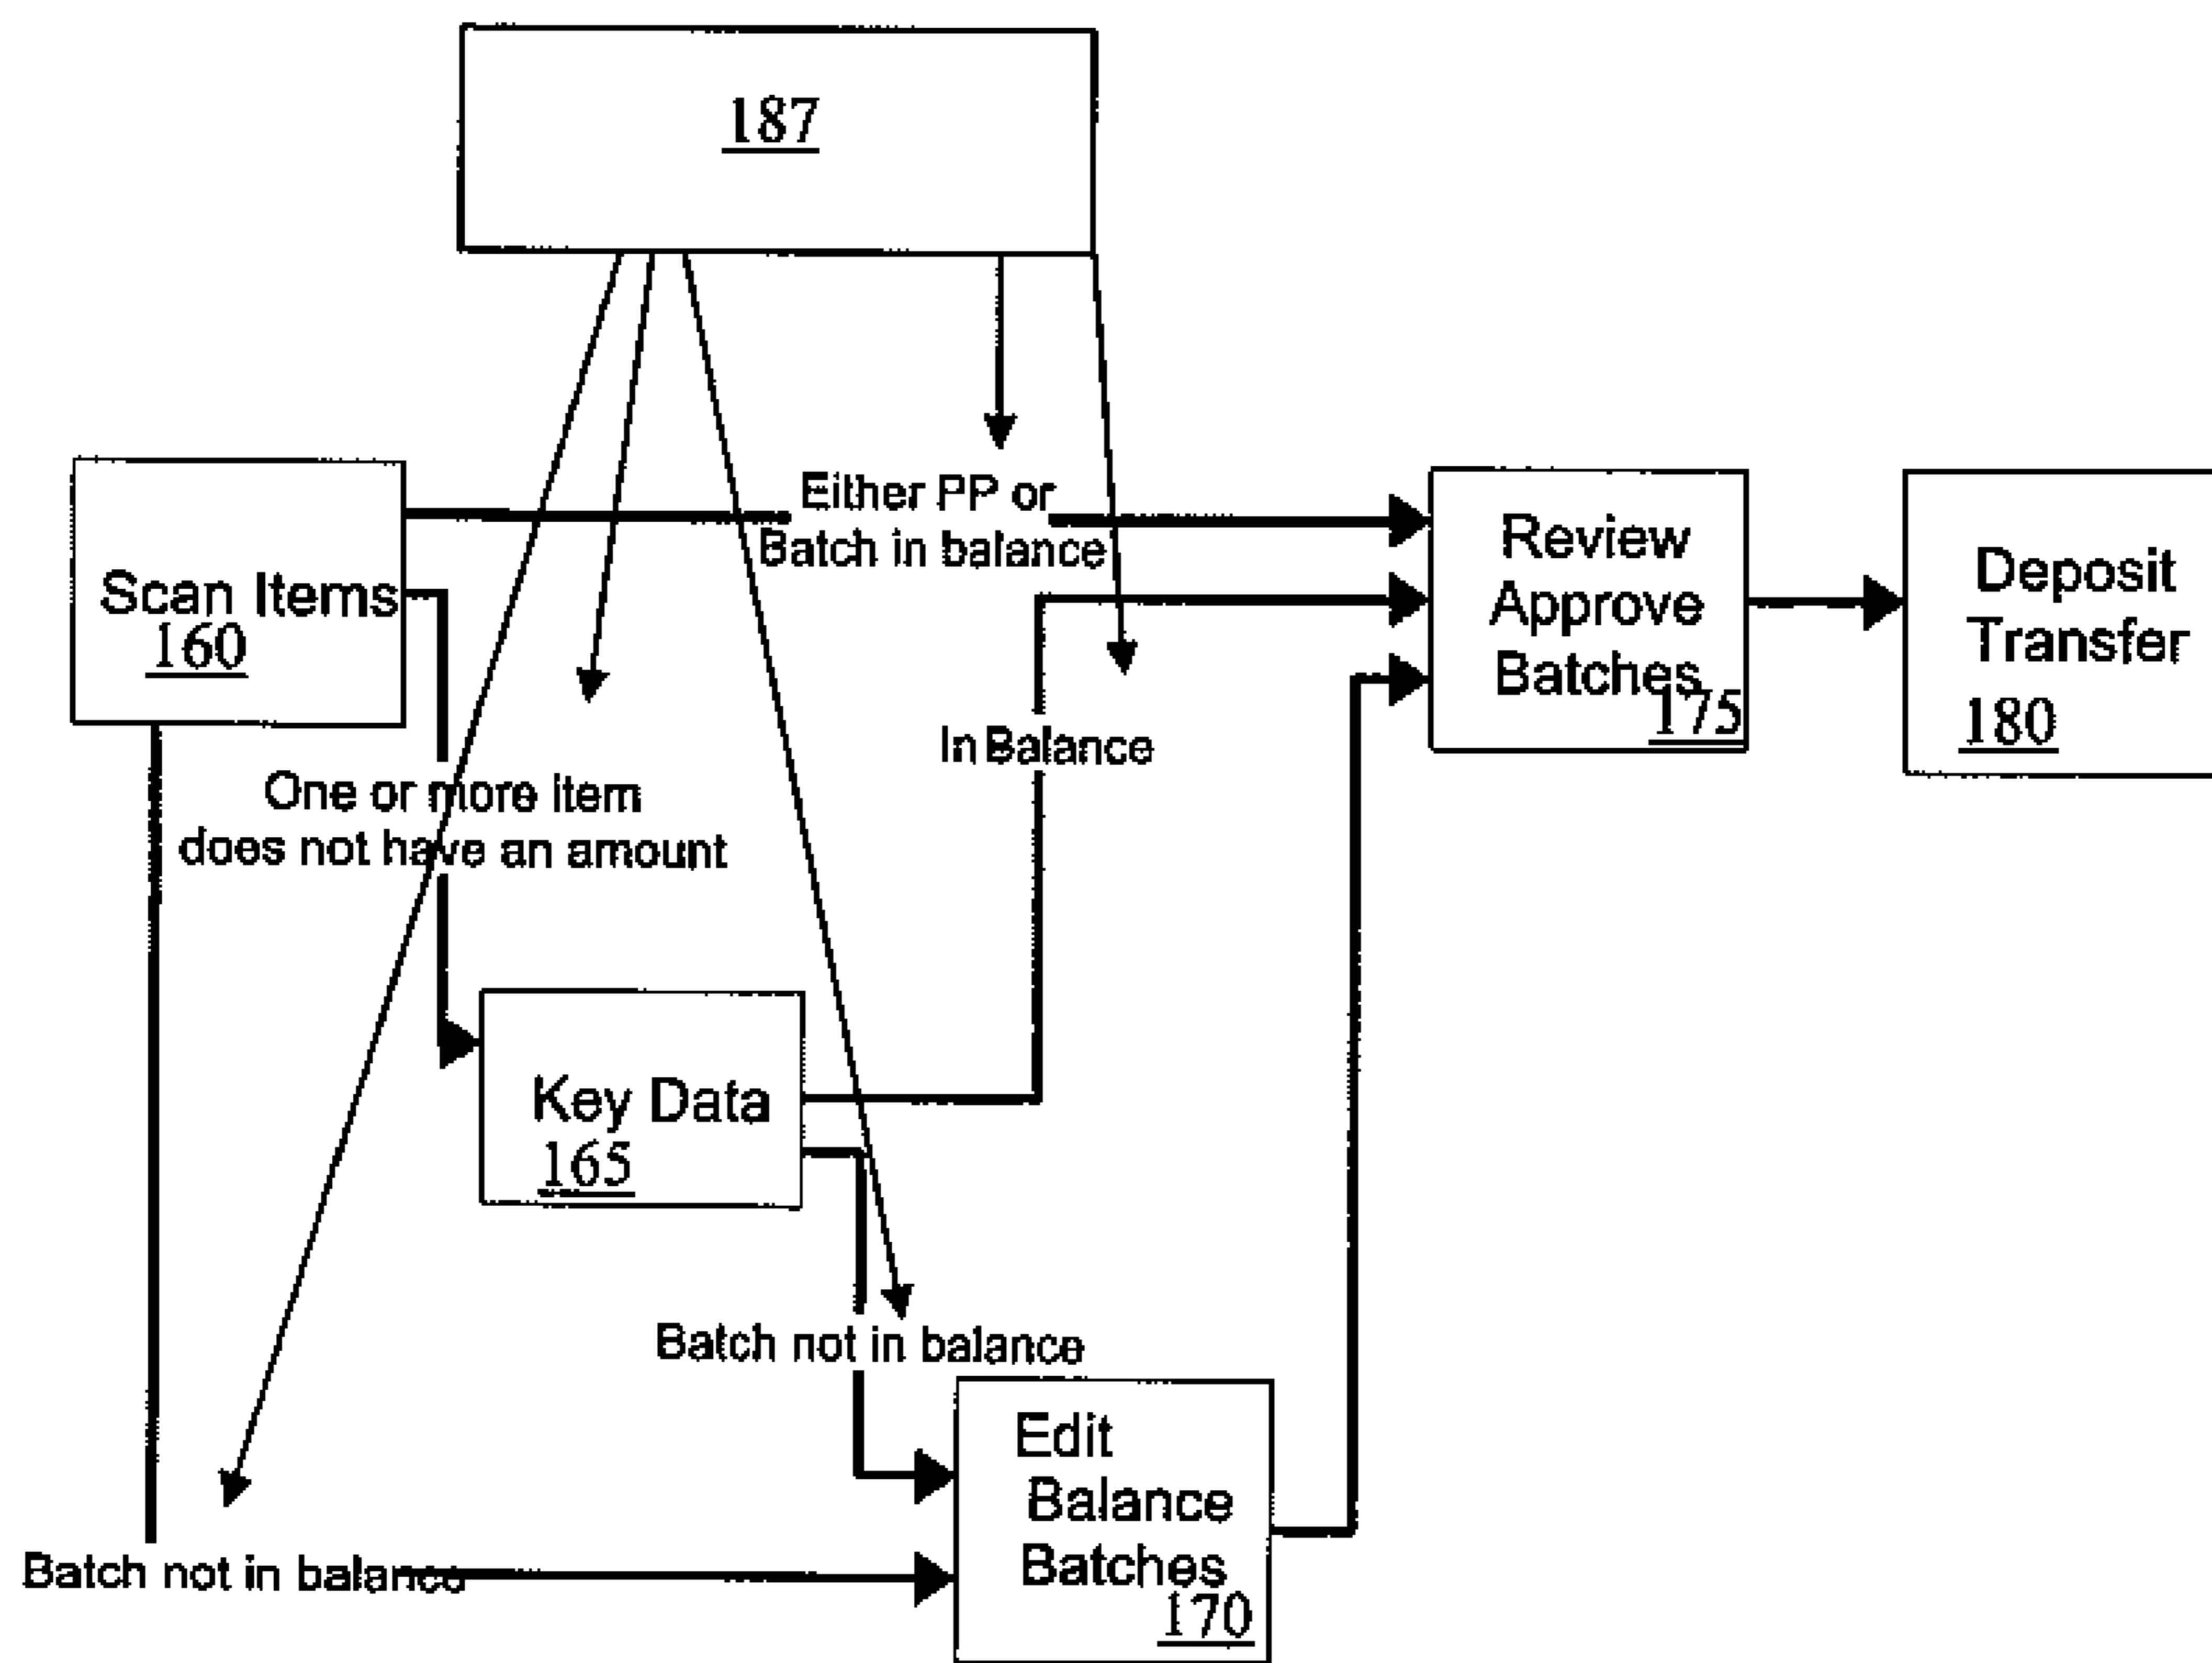 187
Either PP or
Batch in balance
Scan Items
160
Review
Approve
Batches
175
Deposit
Transfer
180
In Balance
One or more item
does not have an amount
Key Data
165
Batch not in balance
Edit
Balance
Batches
170
Batch not in balance